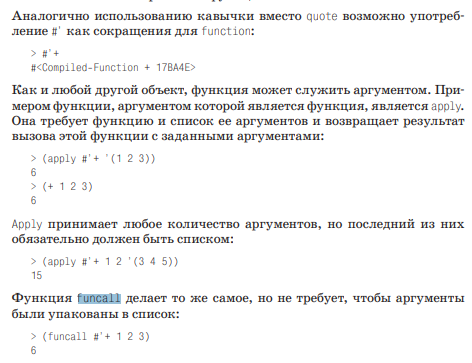 Аналогично использованию кавычки вместо quote возможно употреб-
ление #' как сокращения для function:
> #'+
#<Compiled-Function + 17BA4E>
Как и любой другой объект, функция может служить аргументом. При-
мером функции, аргументом которой является функция, является apply.
Она требует функцию и список ее аргументов и возвращает результат
вызова этой функции с заданными аргументами:
> (apply #'+ '(1 2 3))
6
> (+ 1 2 3)
6
Apply принимает любое количество аргументов, но последний из них
обязательно должен быть списком:
> (apply #'+ 1 2 '(3 4 5))
15
Функция funcall делает то же самое, но не требует, чтобы аргументы
были упакованы в список:
> (funcall #'+ 1 2 3)
6